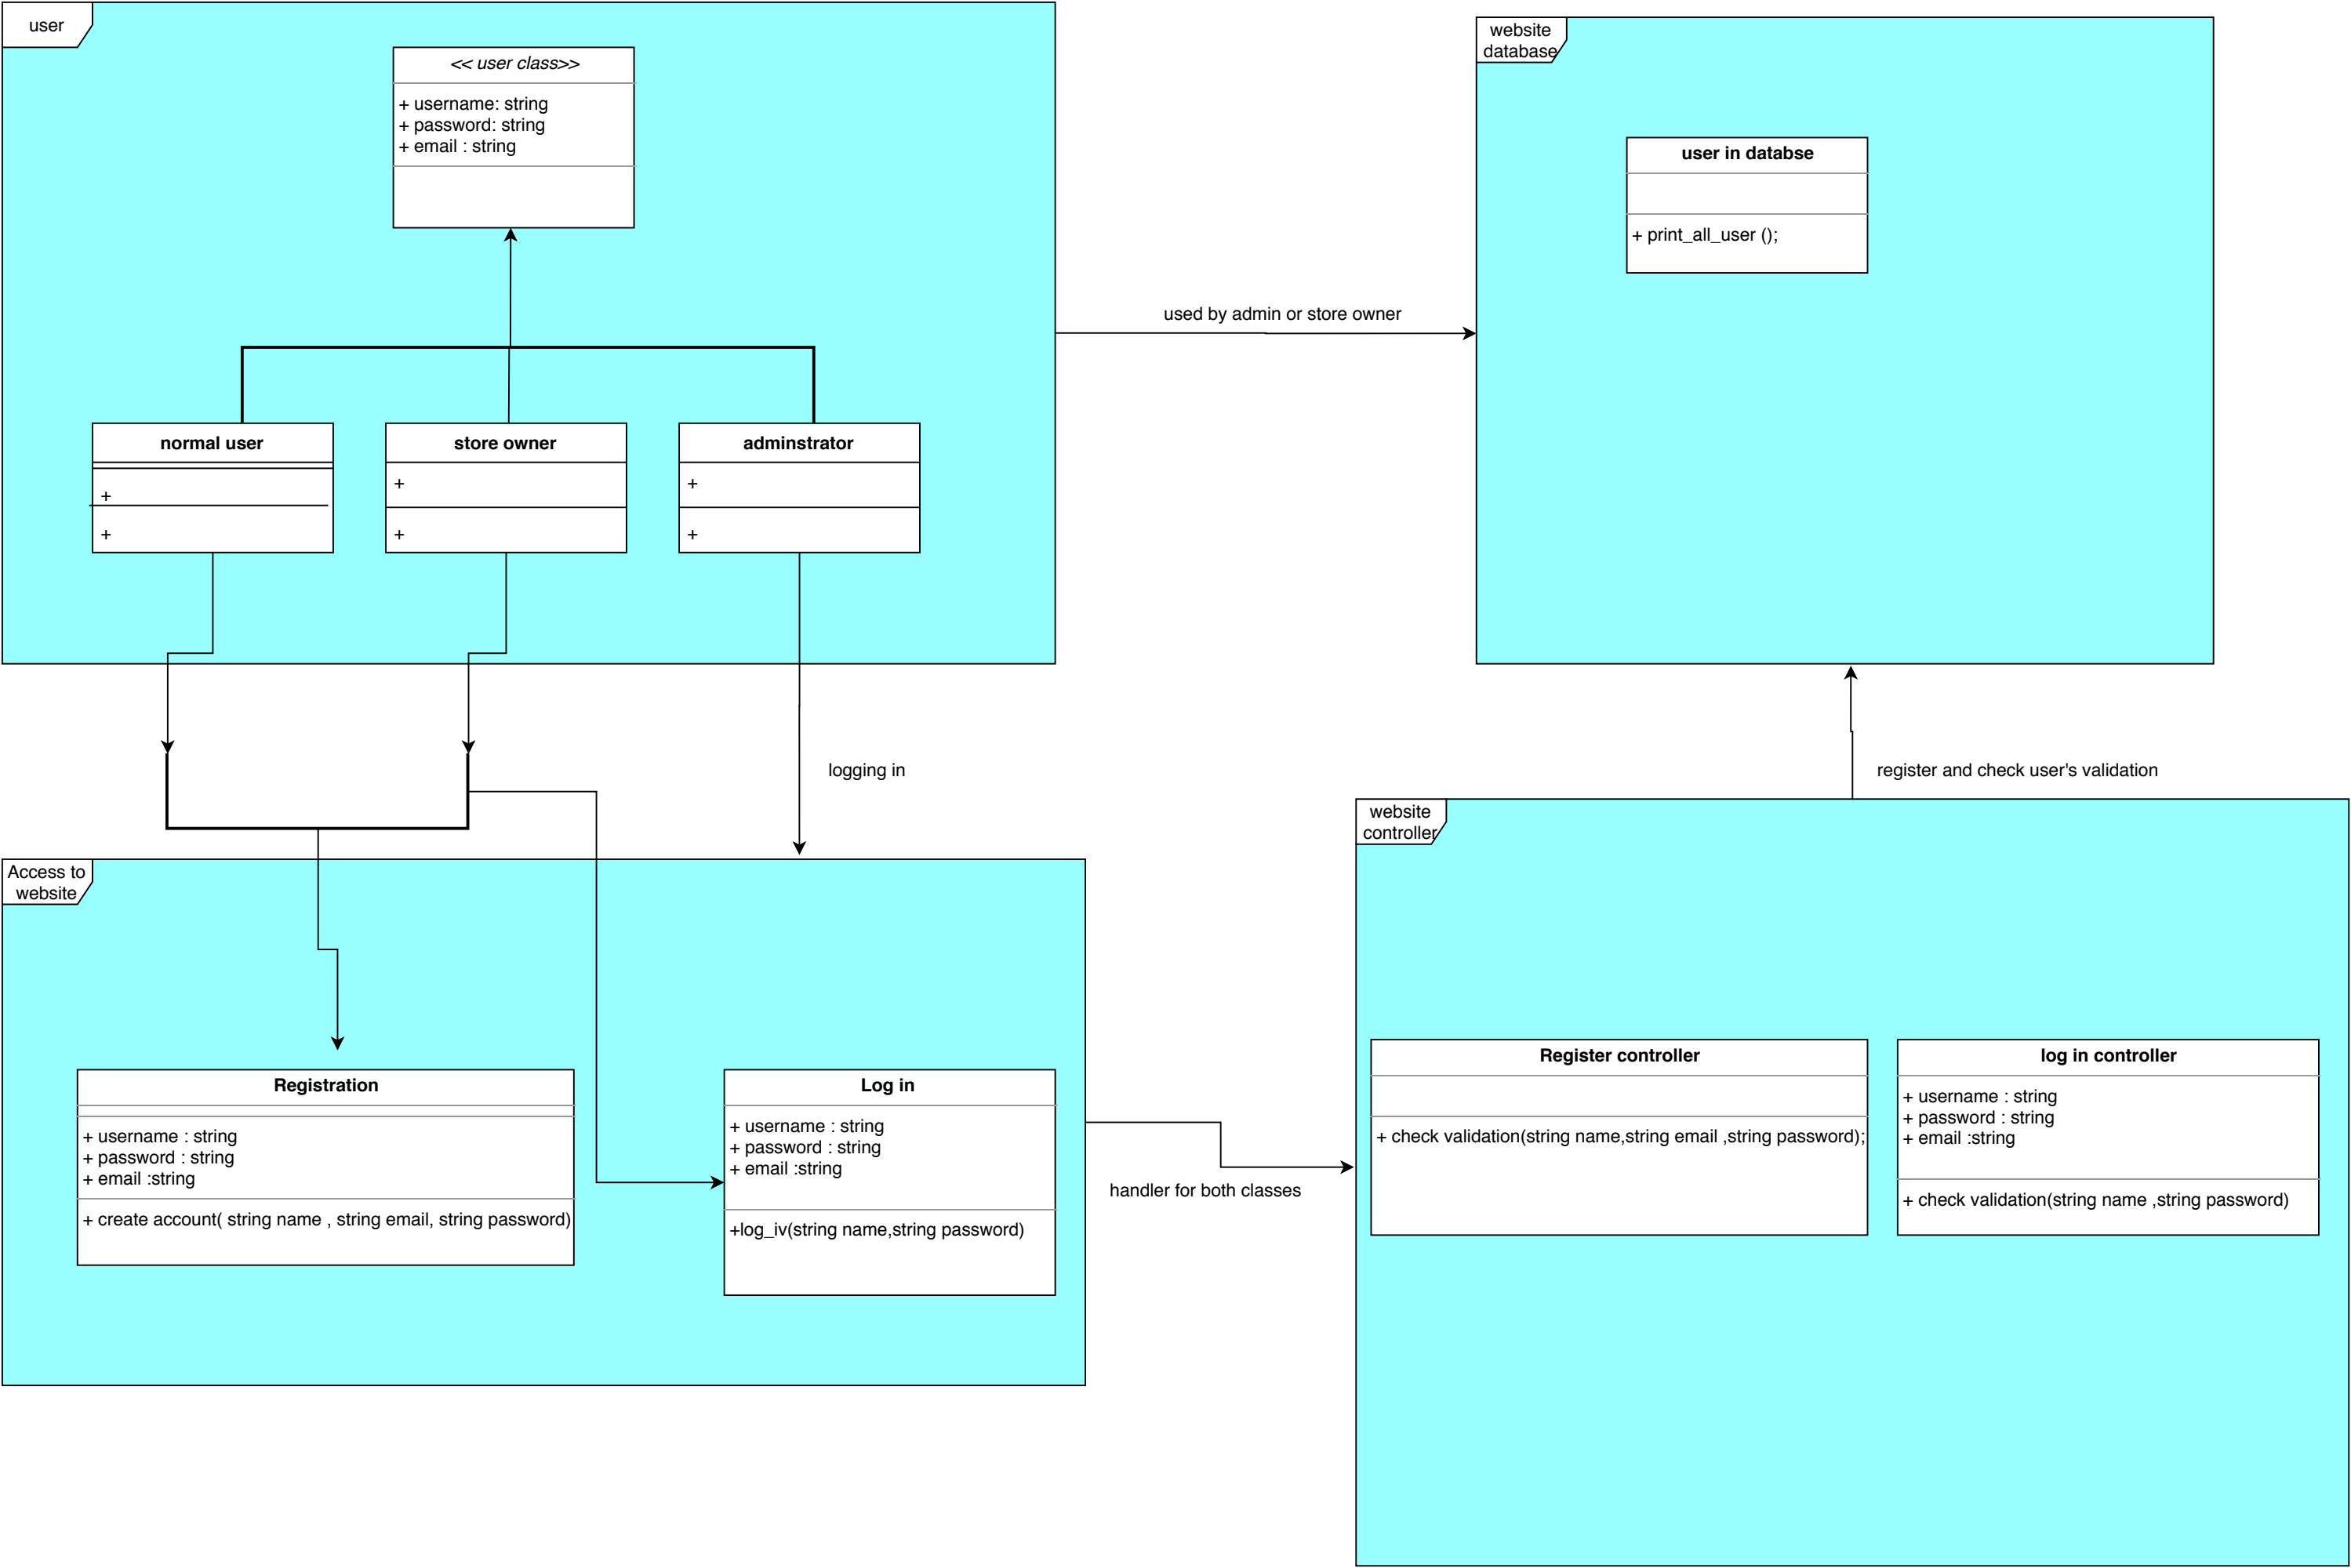 user
<< user class>>
+ username: string
+ password: string
+ email : string
normal user
+
+
store owner
+
+
adminstrator
+
+
used by admin or store owner
website
database
user in databse
+ print_all_user ();
logging in
register and check user's validation
Access to
website
Registration
+ username : string
+ password : string
+ email :string
+ create account( string name , string email, string password)
Log in
+ username : string
+ password : string
+ email :string
+log_iv(string name,string password)
handler for both classes
website
controller
Register controller
+ check validation(string name,string email ,string password);
log in controller
+ username : string
+ password : string
+ email :string
+ check validation(string name ,string password)